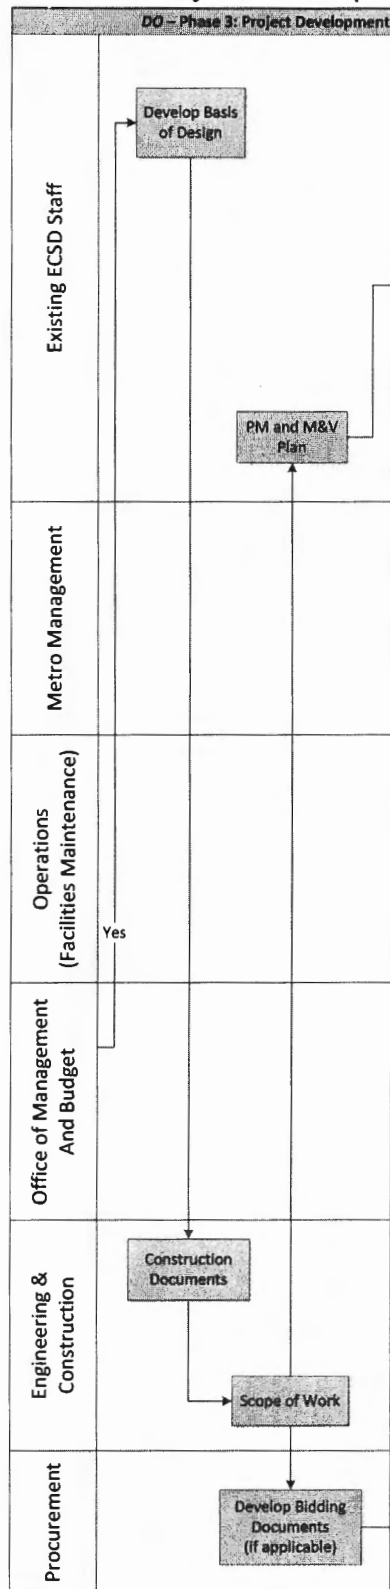 DO – Phase 3: Project Development
Existing ECSD Staff
Develop Basis
of Design
PM and M&V
Plan
Metro Management
Operations
(Facilities Maintenance)
Yes
Office of Management
And Budget
Engineering &
Construction
Construction
Documents
Scope of Work
Procurement
Develop Bidding
Documents
(if applicable)